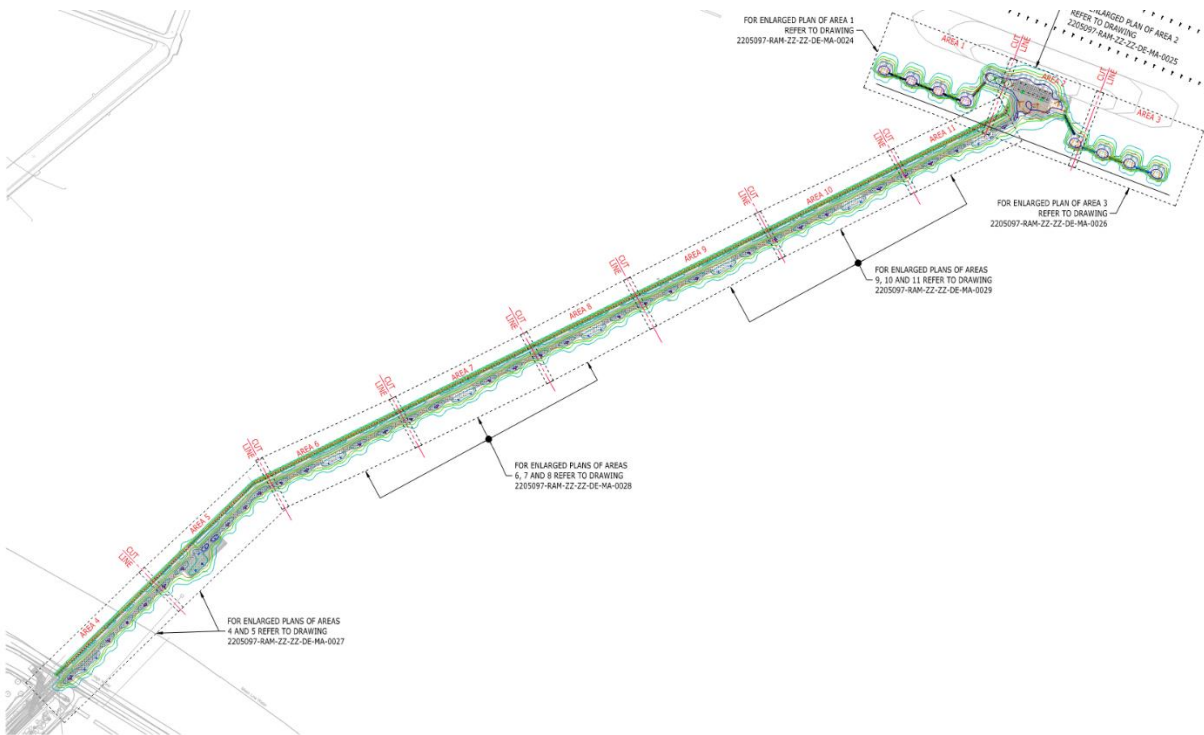 FOR ENLARGED PLAN OF AREA 1
REFER TO DRAWING
2205097-RAM-ZZ-ZZ-DE-MA-0024
ENLARGED PLAN OF AREA 2
REFER TO DRAWING
2205097-RAM-ZZ-ZZ-DE-MA-0025
AREA 1
CUT
LINE
AREA
CUT
LINE
AREA 3
AREA 11
CUT
LINE
AREA 10
FOR ENLARGED PLAN OF AREA 3
REFER TO DRAWING
2205097-RAM-ZZ-ZZ-DE-MA-0026
CUT
LINE
AREA 9
FOR ENLARGED PLANS OF AREAS
9, 10 AND 11 REFER TO DRAWING
2205097-RAM-ZZ-ZZ-DE-MA-0029
CUT
LINE
AREA 8
CUT
LINE
AREA 7
CUT
LINE
AREA 6
CUT
LINE
FOR ENLARGED PLANS OF AREAS
6, 7 AND 8 REFER TO DRAWING
2205097-RAM-ZZ-ZZ-DE-MA-0028
AREA 5
CUT
LINE
AREA 4
FOR ENLARGED PLANS OF AREAS
4 AND 5 REFER TO DRAWING
2205097-RAM-ZZ-ZZ-DE-MA-0027